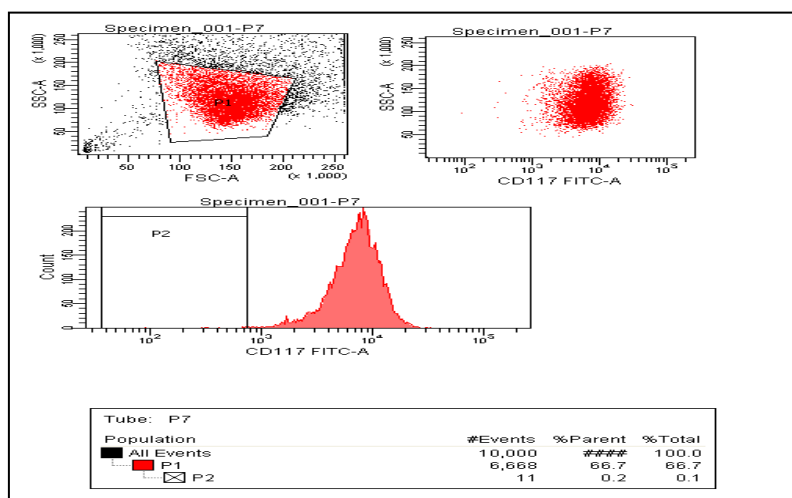 Specimen_001-P7
SSC-A
(x 1,000)
50 100 150 200 250
P1
50 100 150 200 250
FSC-A
(x 1,000)
Specimen_001-P7
SSC-A
(x 1,000)
50 100 150 200 250
10² 10³ 10⁴ 10⁵
CD117 FITC-A
Specimen_001-P7
Count
0 50 100 150 200
P2
10² 10³ 10⁴ 10⁵
CD117 FITC-A
Tube: P7
Population #Events %Parent %Total
All Events 10,000 #### 100.0
P1 6,668 66.7 66.7
P2 11 0.2 0.1